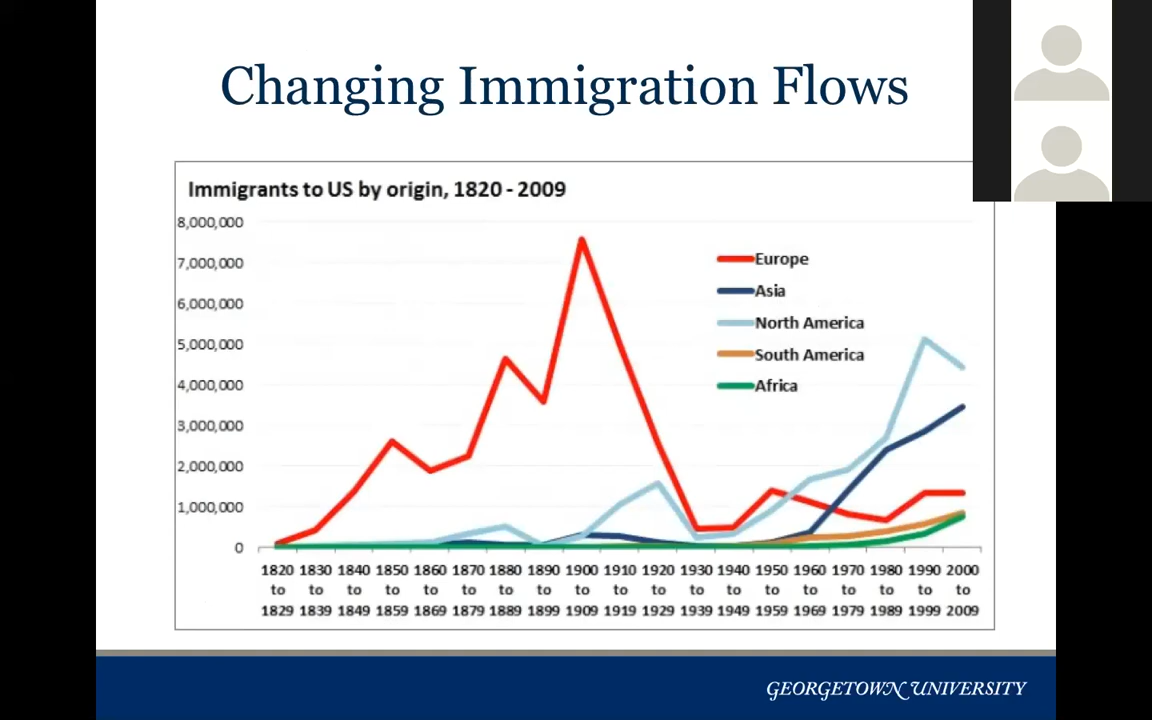 Changing Immigration Flows
Immigrants to US by origin, 1820 - 2009
8,000,000
7,000,000
6,000,000
5,000,000
4,000,000
3,000,000
2,000,000
1,000,000
0
Europe
Asia
North America
South America
Africa
1820 1830 1840 1850 1860 1870 1880 1890 1900 1910 1920 1930 1940 1950 1960 1970 1980 1990 2000
to to to to to to to to to to to to to to to to to to to
1829 1839 1849 1859 1869 1879 1889 1899 1909 1919 1929 1939 1949 1959 1969 1979 1989 1999 2009
GEORGETOWN UNIVERSITY